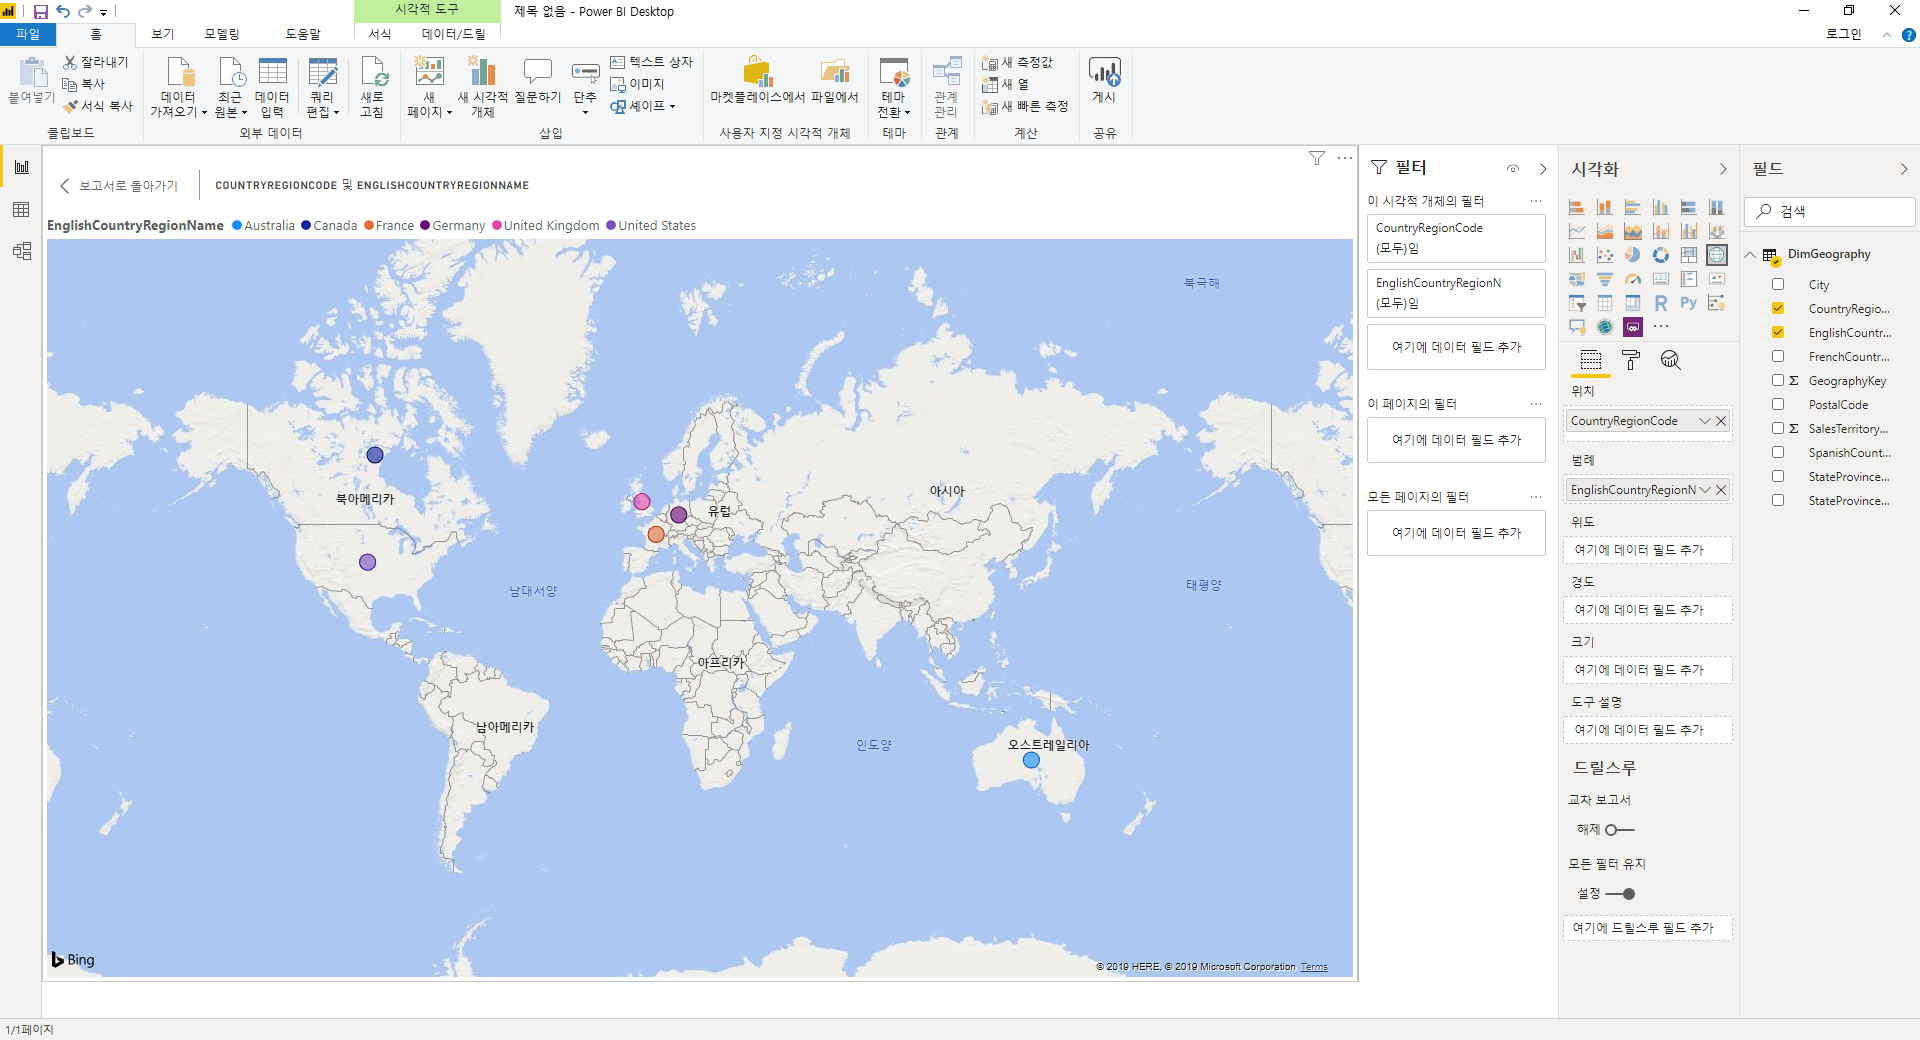 시각적 도구
제목 없음 - Power BI Desktop
파일
홈
보기
모델링
도움말
서식
데이터/드릴
로그인
붙여넣기
잘라내기
복사
서식 복사
클립보드
데이터
가져오기
최근
원본
데이터
입력
쿼리
편집
새로
고침
외부 데이터
새
페이지
새 시각적
개체
질문하기
단추
텍스트 상자
이미지
셰이프
삽입
마켓플레이스에서
파일에서
사용자 지정 시각적 개체
테마
전환
테마
관계
관리
관계
새 측정값
새 열
새 빠른 측정
계산
게시
공유
보고서로 돌아가기
COUNTRYREGIONCODE 및 ENGLISHCOUNTRYREGIONNAME
EnglishCountryRegionName Australia Canada France Germany United Kingdom United States
북극해
북아메리카
유럽
아시아
남대서양
태평양
아프리카
남아메리카
인도양
오스트레일리아
Bing
© 2019 HERE, © 2019 Microsoft Corporation Terms
필터
이 시각적 개체의 필터
CountryRegionCode
(모두)임
EnglishCountryRegionN
(모두)임
여기에 데이터 필드 추가
이 페이지의 필터
여기에 데이터 필드 추가
모든 페이지의 필터
여기에 데이터 필드 추가
시각화
R
Py
위치
CountryRegionCode
범례
EnglishCountryRegionN
위도
여기에 데이터 필드 추가
경도
여기에 데이터 필드 추가
크기
여기에 데이터 필드 추가
도구 설명
여기에 데이터 필드 추가
드릴스루
교차 보고서
해제
모든 필터 유지
설정
여기에 드릴스루 필드 추가
필드
검색
DimGeography
City
CountryRegio...
EnglishCountr...
FrenchCountr...
GeographyKey
PostalCode
SalesTerritory...
SpanishCount...
StateProvince...
StateProvince...
1/1페이지